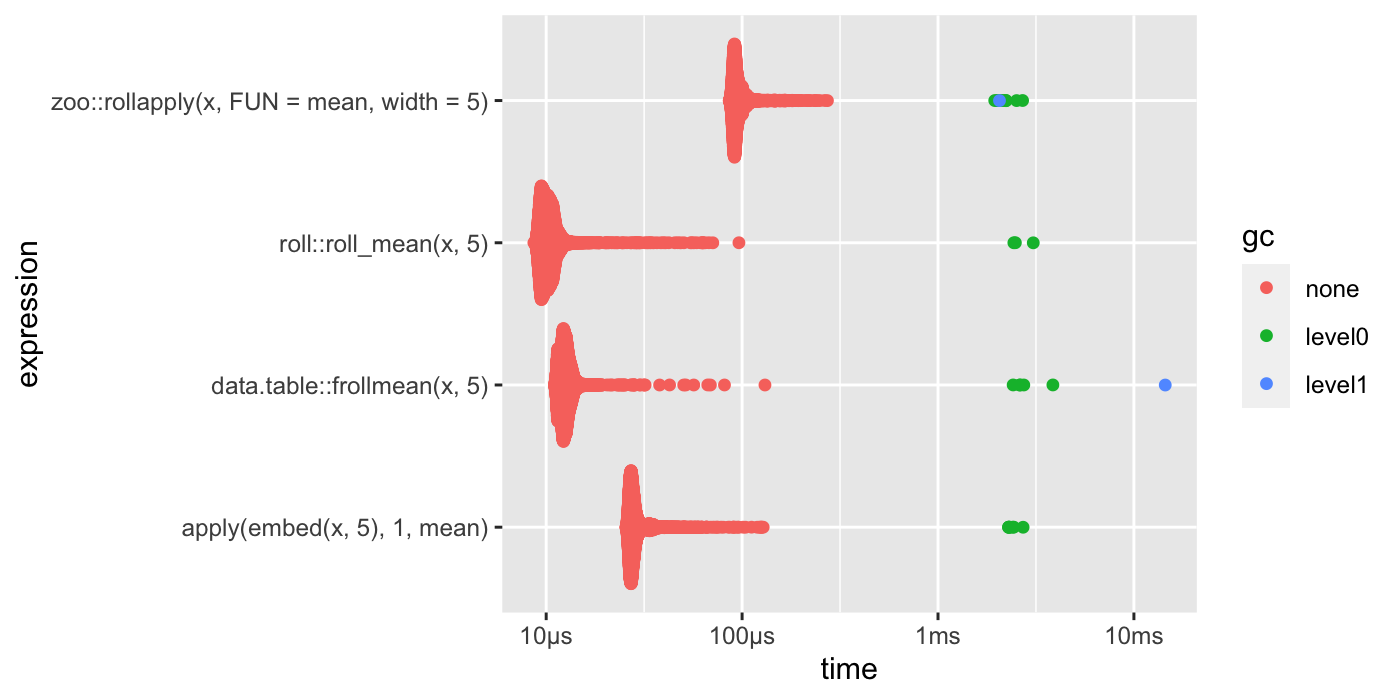 expression
zoo::rollapply(x, FUN = mean, width = 5)
roll::roll_mean(x, 5)
data.table::frollmean(x, 5)
apply(embed(x, 5), 1, mean)
10µs
100µs
1ms
10ms
time
gc
none
level0
level1